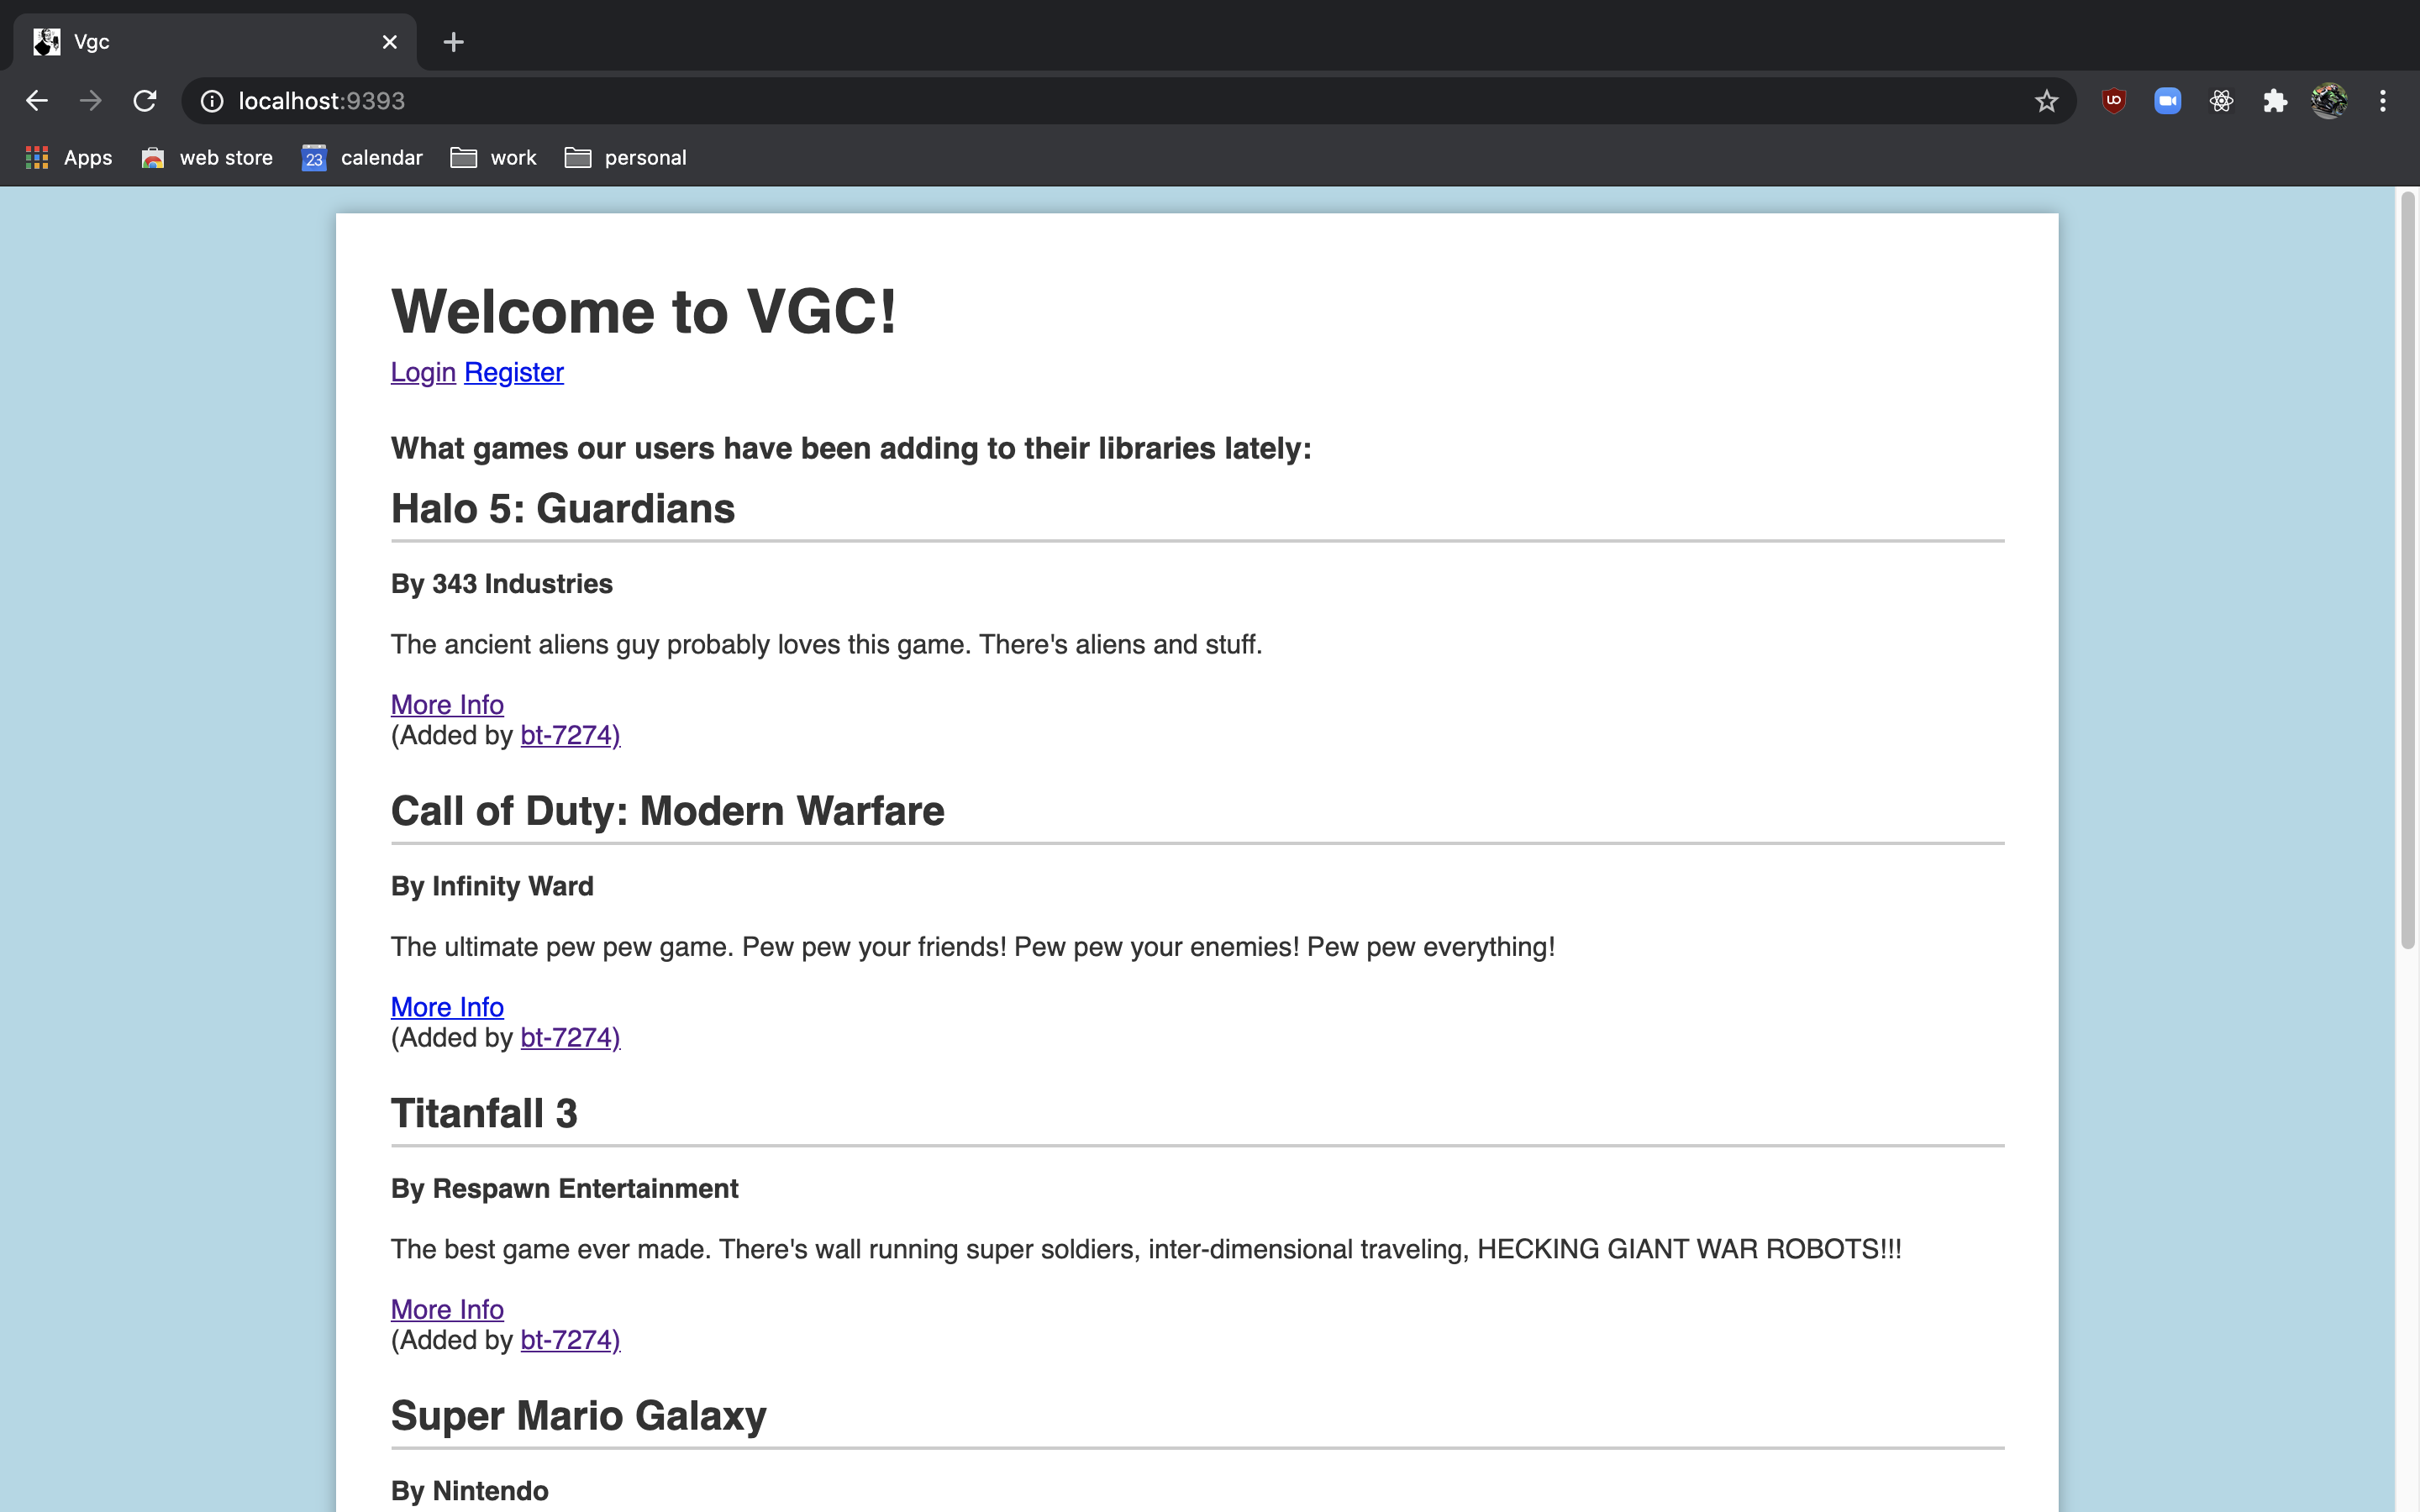 Vgc
localhost:9393
Apps web store 23 calendar work personal
Welcome to VGC!
Login Register
What games our users have been adding to their libraries lately:
Halo 5: Guardians
By 343 Industries
The ancient aliens guy probably loves this game. There's aliens and stuff.
More Info
(Added by bt-7274)
Call of Duty: Modern Warfare
By Infinity Ward
The ultimate pew pew game. Pew pew your friends! Pew pew your enemies! Pew pew everything!
More Info
(Added by bt-7274)
Titanfall 3
By Respawn Entertainment
The best game ever made. There's wall running super soldiers, inter-dimensional traveling, HECKING GIANT WAR ROBOTS!!!
More Info
(Added by bt-7274)
Super Mario Galaxy
By Nintendo